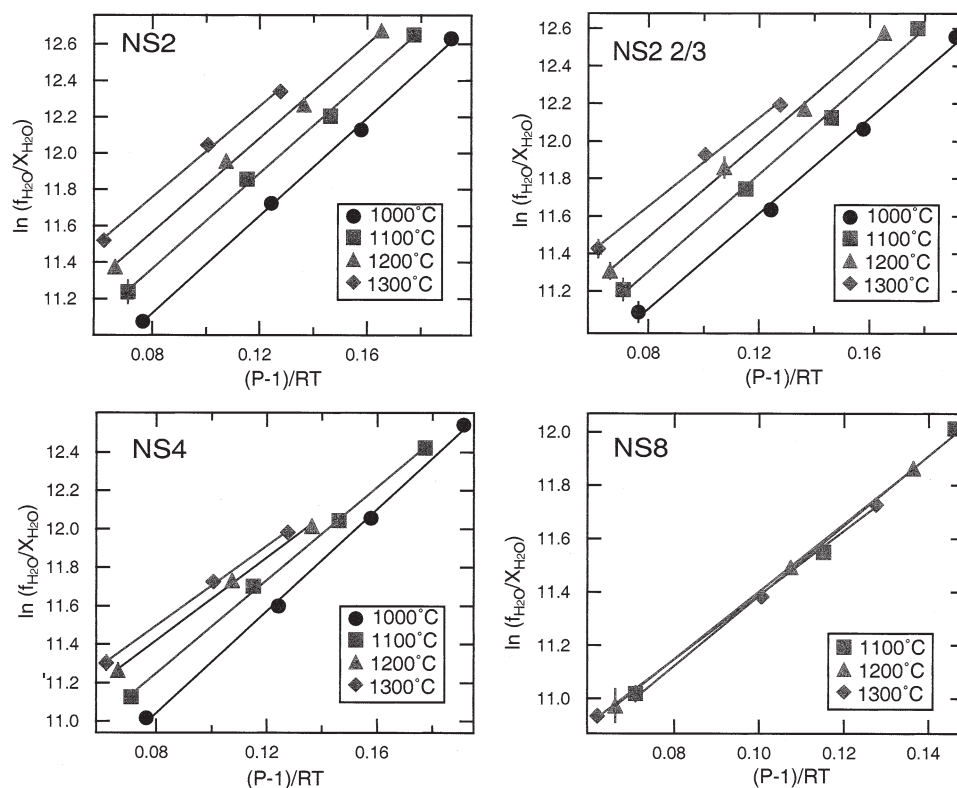 NS2
12.6
12.4
12.2
12.0
11.8
11.6
11.4
11.2
ln (fH2O/XH2O)
1000°C
1100°C
1200°C
1300°C
0.08
0.12
0.16
(P-1)/RT
NS2 2/3
12.6
12.4
12.2
12.0
11.8
11.6
11.4
11.2
ln (fH2O/XH2O)
1000°C
1100°C
1200°C
1300°C
0.08
0.12
0.16
(P-1)/RT
NS4
12.4
12.2
12.0
11.8
11.6
11.4
11.2
11.0
ln (fH2O/XH2O)
1000°C
1100°C
1200°C
1300°C
0.08
0.12
0.16
(P-1)/RT
NS8
12.0
11.8
11.6
11.4
11.2
11.0
ln (fH2O/XH2O)
1100°C
1200°C
1300°C
0.08
0.10
0.12
0.14
(P-1)/RT